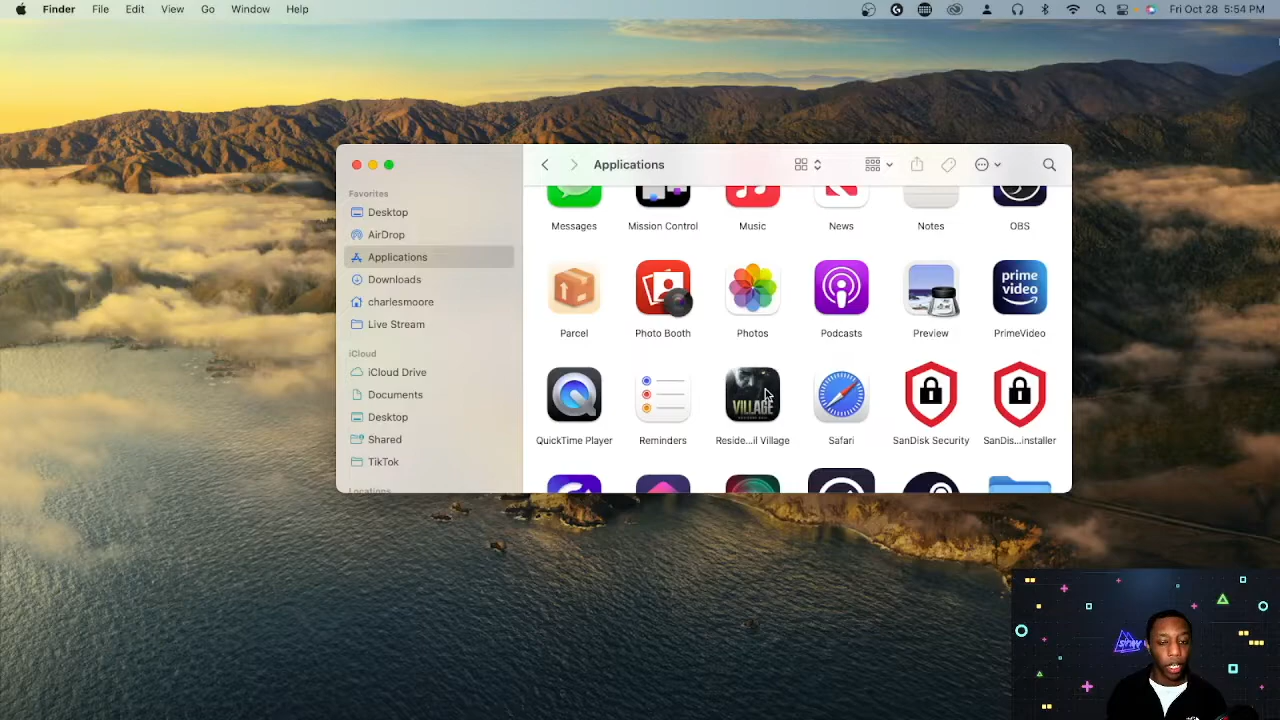 Finder File Edit View Go Window Help Fri Oct 28 5:54 PM
Applications
Favorites
Desktop
AirDrop
Applications
Downloads
charlesmoore
Live Stream
iCloud
iCloud Drive
Documents
Desktop
Shared
TikTok
Locations
Messages Mission Control Music News Notes OBS
prime
video
Parcel Photo Booth Photos Podcasts Preview PrimeVideo
VILLAGE
QuickTime Player Reminders Reside...il Village Safari SanDisk Security SanDis...installer